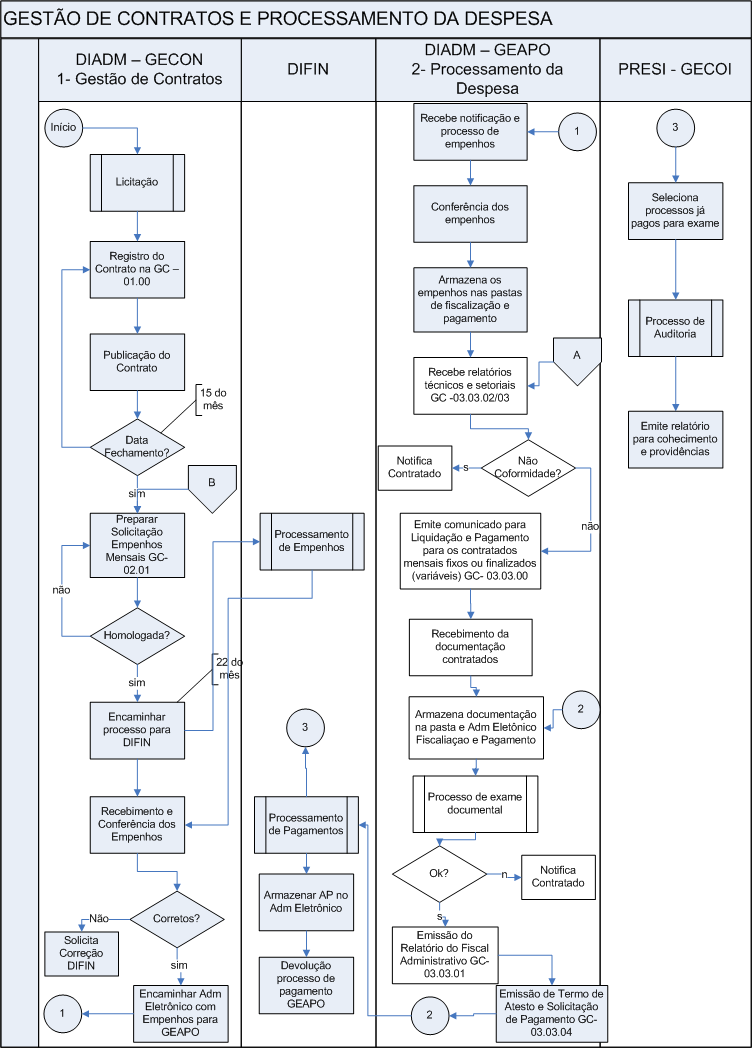 GESTÃO DE CONTRATOS E PROCESSAMENTO DA DESPESA
DIADM – GECON
1- Gestão de Contratos
DIFIN
DIADM – GEAPO
2- Processamento da
Despesa
PRESI - GECOI
Início
Licitação
Registro do
Contrato na GC –
01.00
Publicação do
Contrato
15 do
mês
Data
Fechamento?
sim
B
Preparar
Solicitação
Empenhos
Mensais GC-
02.01
não
Homologada?
sim
22 do
mês
Encaminhar
processo para
DIFIN
Recebimento e
Conferência dos
Empenhos
Corretos?
Não
Solicita
Correção
DIFIN
sim
Encaminhar Adm
Eletrônico com
Empenhos para
GEAPO
1
Processamento
de Empenhos
3
Processamento
de Pagamentos
Armazenar AP no
Adm Eletrônico
Devolução
processo de
pagamento
GEAPO
Recebe notificação e
processo de
empenhos
1
Conferência dos
empenhos
Armazena os
empenhos nas pastas
de fiscalização e
pagamento
A
Recebe relatórios
técnicos e setoriais
GC -03.03.02/03
Não
Coformidade?
s
Notifica
Contratado
não
Emite comunicado para
Liquidação e Pagamento
para os contratados
mensais fixos ou finalizados
(variáveis) GC- 03.03.00
Recebimento da
documentação
contratados
2
Armazena documentação
na pasta e Adm Eletônico
Fiscaliaçao e Pagamento
Processo de exame
documental
Ok?
n
Notifica
Contratado
s
Emissão do
Relatório do Fiscal
Administrativo GC-
03.03.01
Emissão de Termo de
Atesto e Solicitação
de Pagamento GC-
03.03.04
2
3
Seleciona
processos já
pagos para exame
Processo de
Auditoria
Emite relatório
para cohecimento
e providências